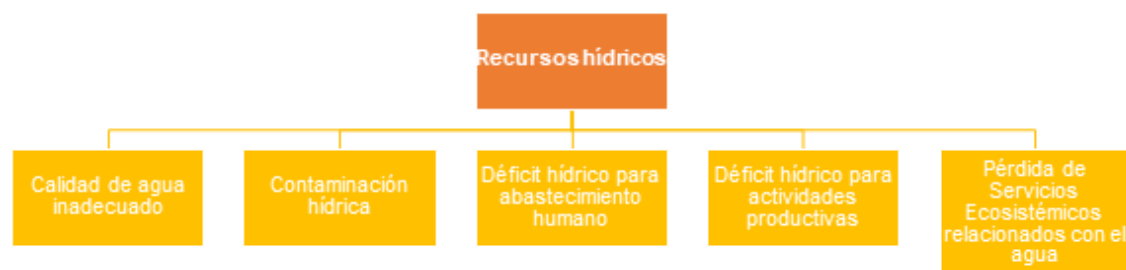 Recursos hídricos
Calidad de agua
inadecuado
Contaminación
hídrica
Déficit hídrico para
abastecimiento
humano
Déficit hídrico para
actividades
productivas
Pérdida de
Servicios
Ecosistémicos
relacionados con el
agua